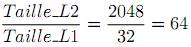 Taille_L2 / Taille_L1 = 2048 / 32 = 64